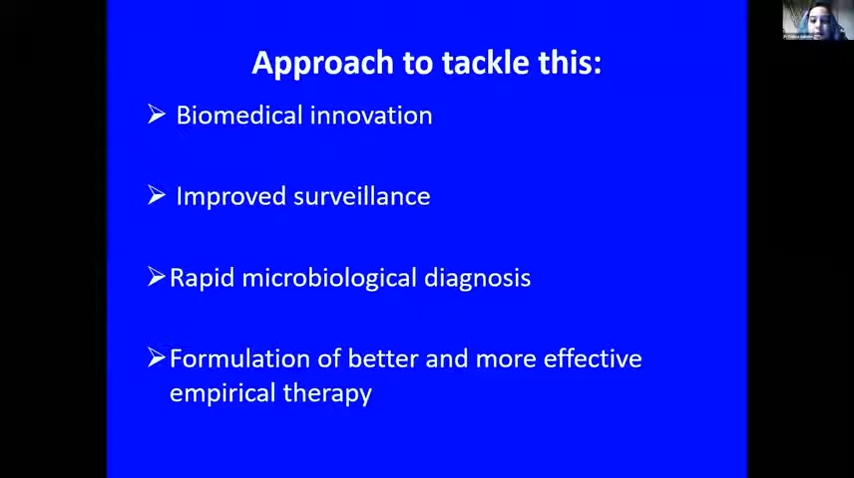 Approach to tackle this:
➢ Biomedical innovation
➢ Improved surveillance
➢Rapid microbiological diagnosis
➢Formulation of better and more effective
empirical therapy